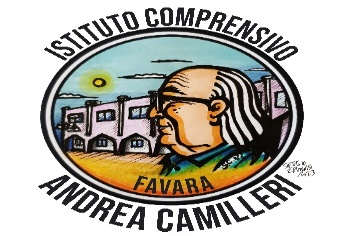 ISTITUTO COMPRENSIVO
FAVARA
ANDREA CAMILLERI